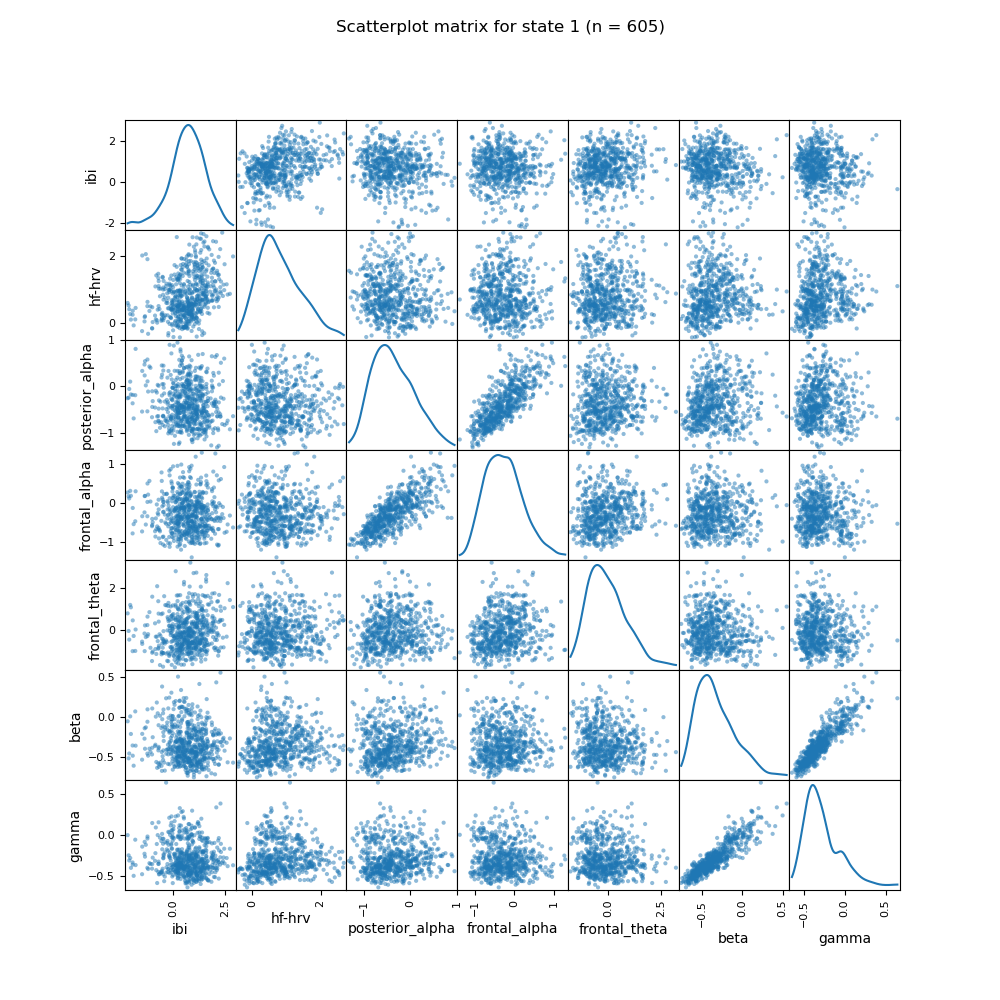 Scatterplot matrix for state 1 (n = 605)
ibi
2
0
−2
hf-hrv
2
0
posterior_alpha
1
0
−1
frontal_alpha
1
0
−1
frontal_theta
2
0
beta
0.5
0.0
−0.5
gamma
0.5
0.0
−0.5
0.0 2.5
ibi
0 2
hf-hrv
−1 0 1
posterior_alpha
−1 0 1
frontal_alpha
0.0 2.5
frontal_theta
−0.5 0.0 0.5
beta
−0.5 0.0 0.5
gamma